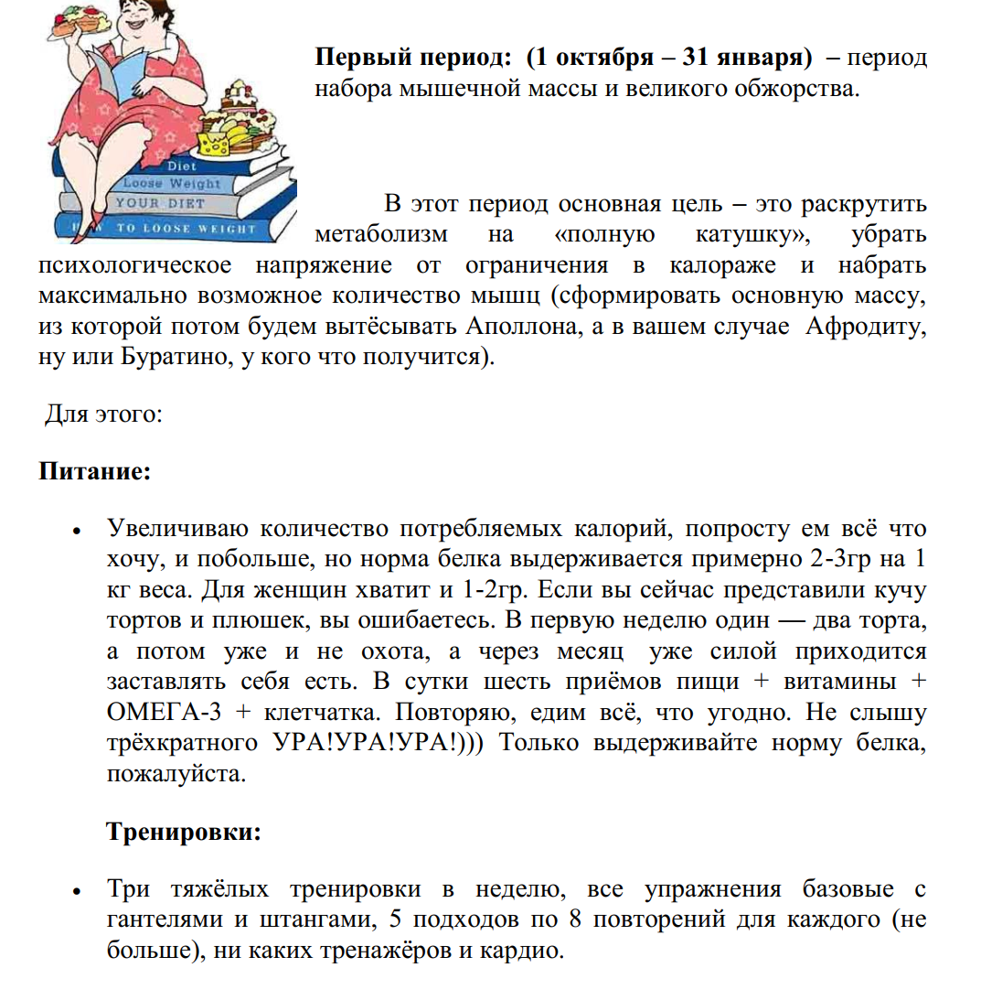 Diet
Loose Weight
YOUR DIET
TO LOOSE WEIGHT
Первый период: (1 октября – 31 января) – период
набора мышечной массы и великого обжорства.
В этот период основная цель – это раскрутить
метаболизм на «полную катушку», убрать
психологическое напряжение от ограничения в калораже и набрать
максимально возможное количество мышц (сформировать основную массу,
из которой потом будем вытёсывать Аполлона, а в вашем случае Афродиту,
ну или Буратино, у кого что получится).
Для этого:
Питание:
• Увеличиваю количество потребляемых калорий, попросту ем всё что
хочу, и побольше, но норма белка выдерживается примерно 2-3гр на 1
кг веса. Для женщин хватит и 1-2гр. Если вы сейчас представили кучу
тортов и плюшек, вы ошибаетесь. В первую неделю один — два торта,
а потом уже и не охота, а через месяц уже силой приходится
заставлять себя есть. В сутки шесть приёмов пищи + витамины +
ОМЕГА-3 + клетчатка. Повторяю, едим всё, что угодно. Не слышу
трёхкратного УРА!УРА!УРА!))) Только выдерживайте норму белка,
пожалуйста.
Тренировки:
• Три тяжёлых тренировки в неделю, все упражнения базовые с
гантелями и штангами, 5 подходов по 8 повторений для каждого (не
больше), ни каких тренажёров и кардио.